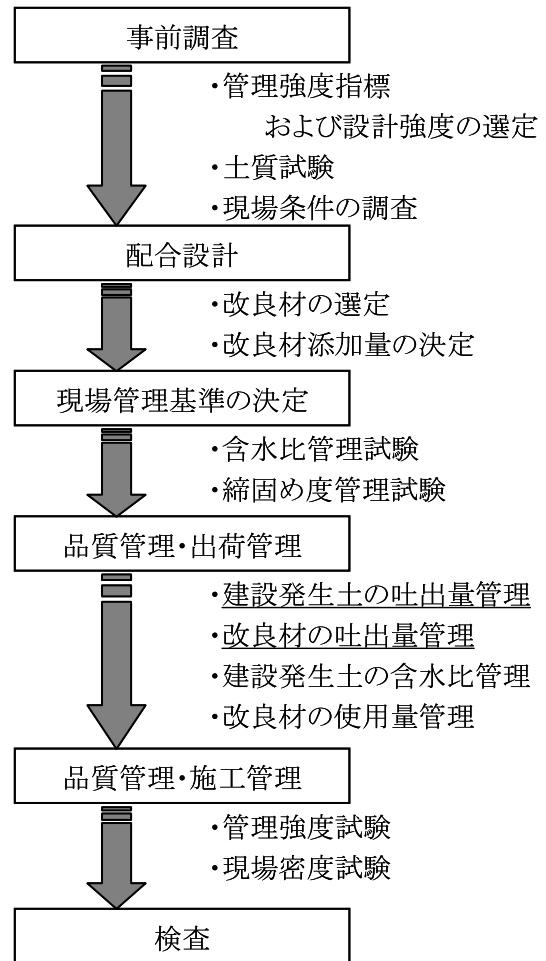 事前調査
・管理強度指標
および設計強度の選定
・土質試験
・現場条件の調査
配合設計
・改良材の選定
・改良材添加量の決定
現場管理基準の決定
・含水比管理試験
・締固め度管理試験
品質管理・出荷管理
・建設発生土の吐出量管理
・改良材の吐出量管理
・建設発生土の含水比管理
・改良材の使用量管理
品質管理・施工管理
・管理強度試験
・現場密度試験
検査